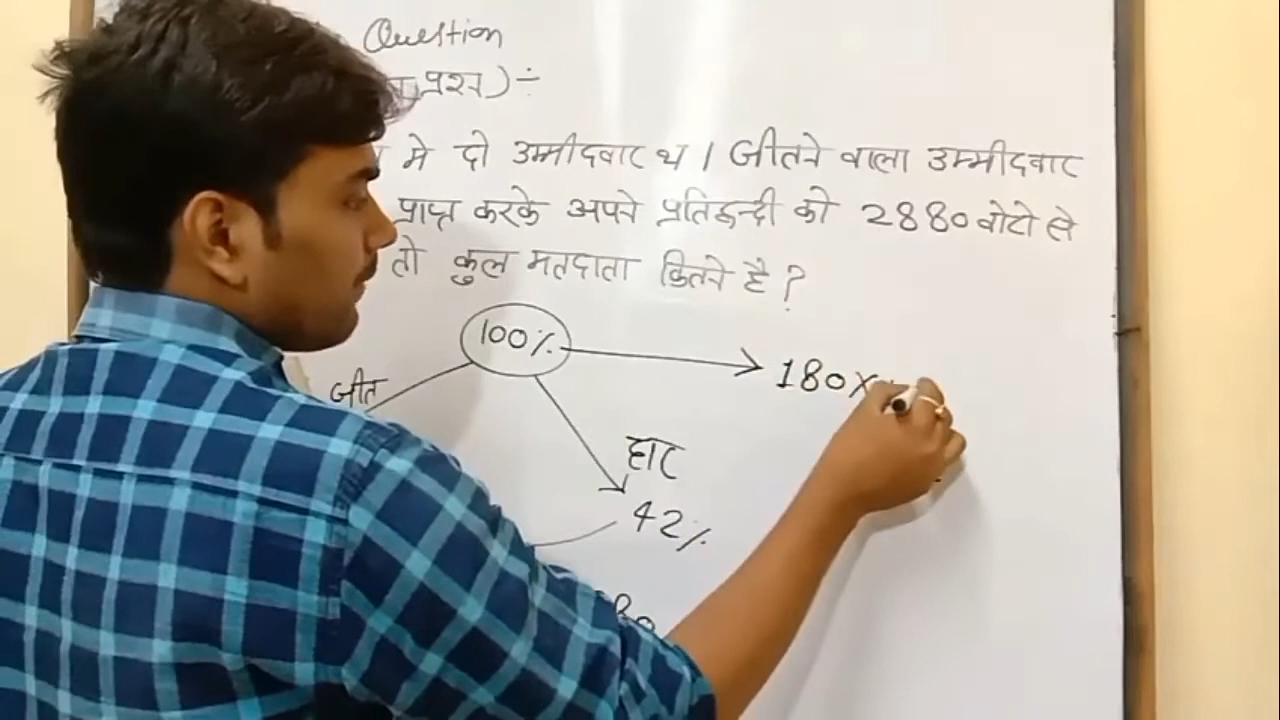 Question
प्रश्न) ÷
मे दो उम्मीदवार थ । जीतने वाला उम्मीदवार
प्राप्त करके अपने प्रतिद्वन्दी को 2880 वोटो से
तो कुल मतदाता कितने है ?
100%
180×
जीत
हार
42%